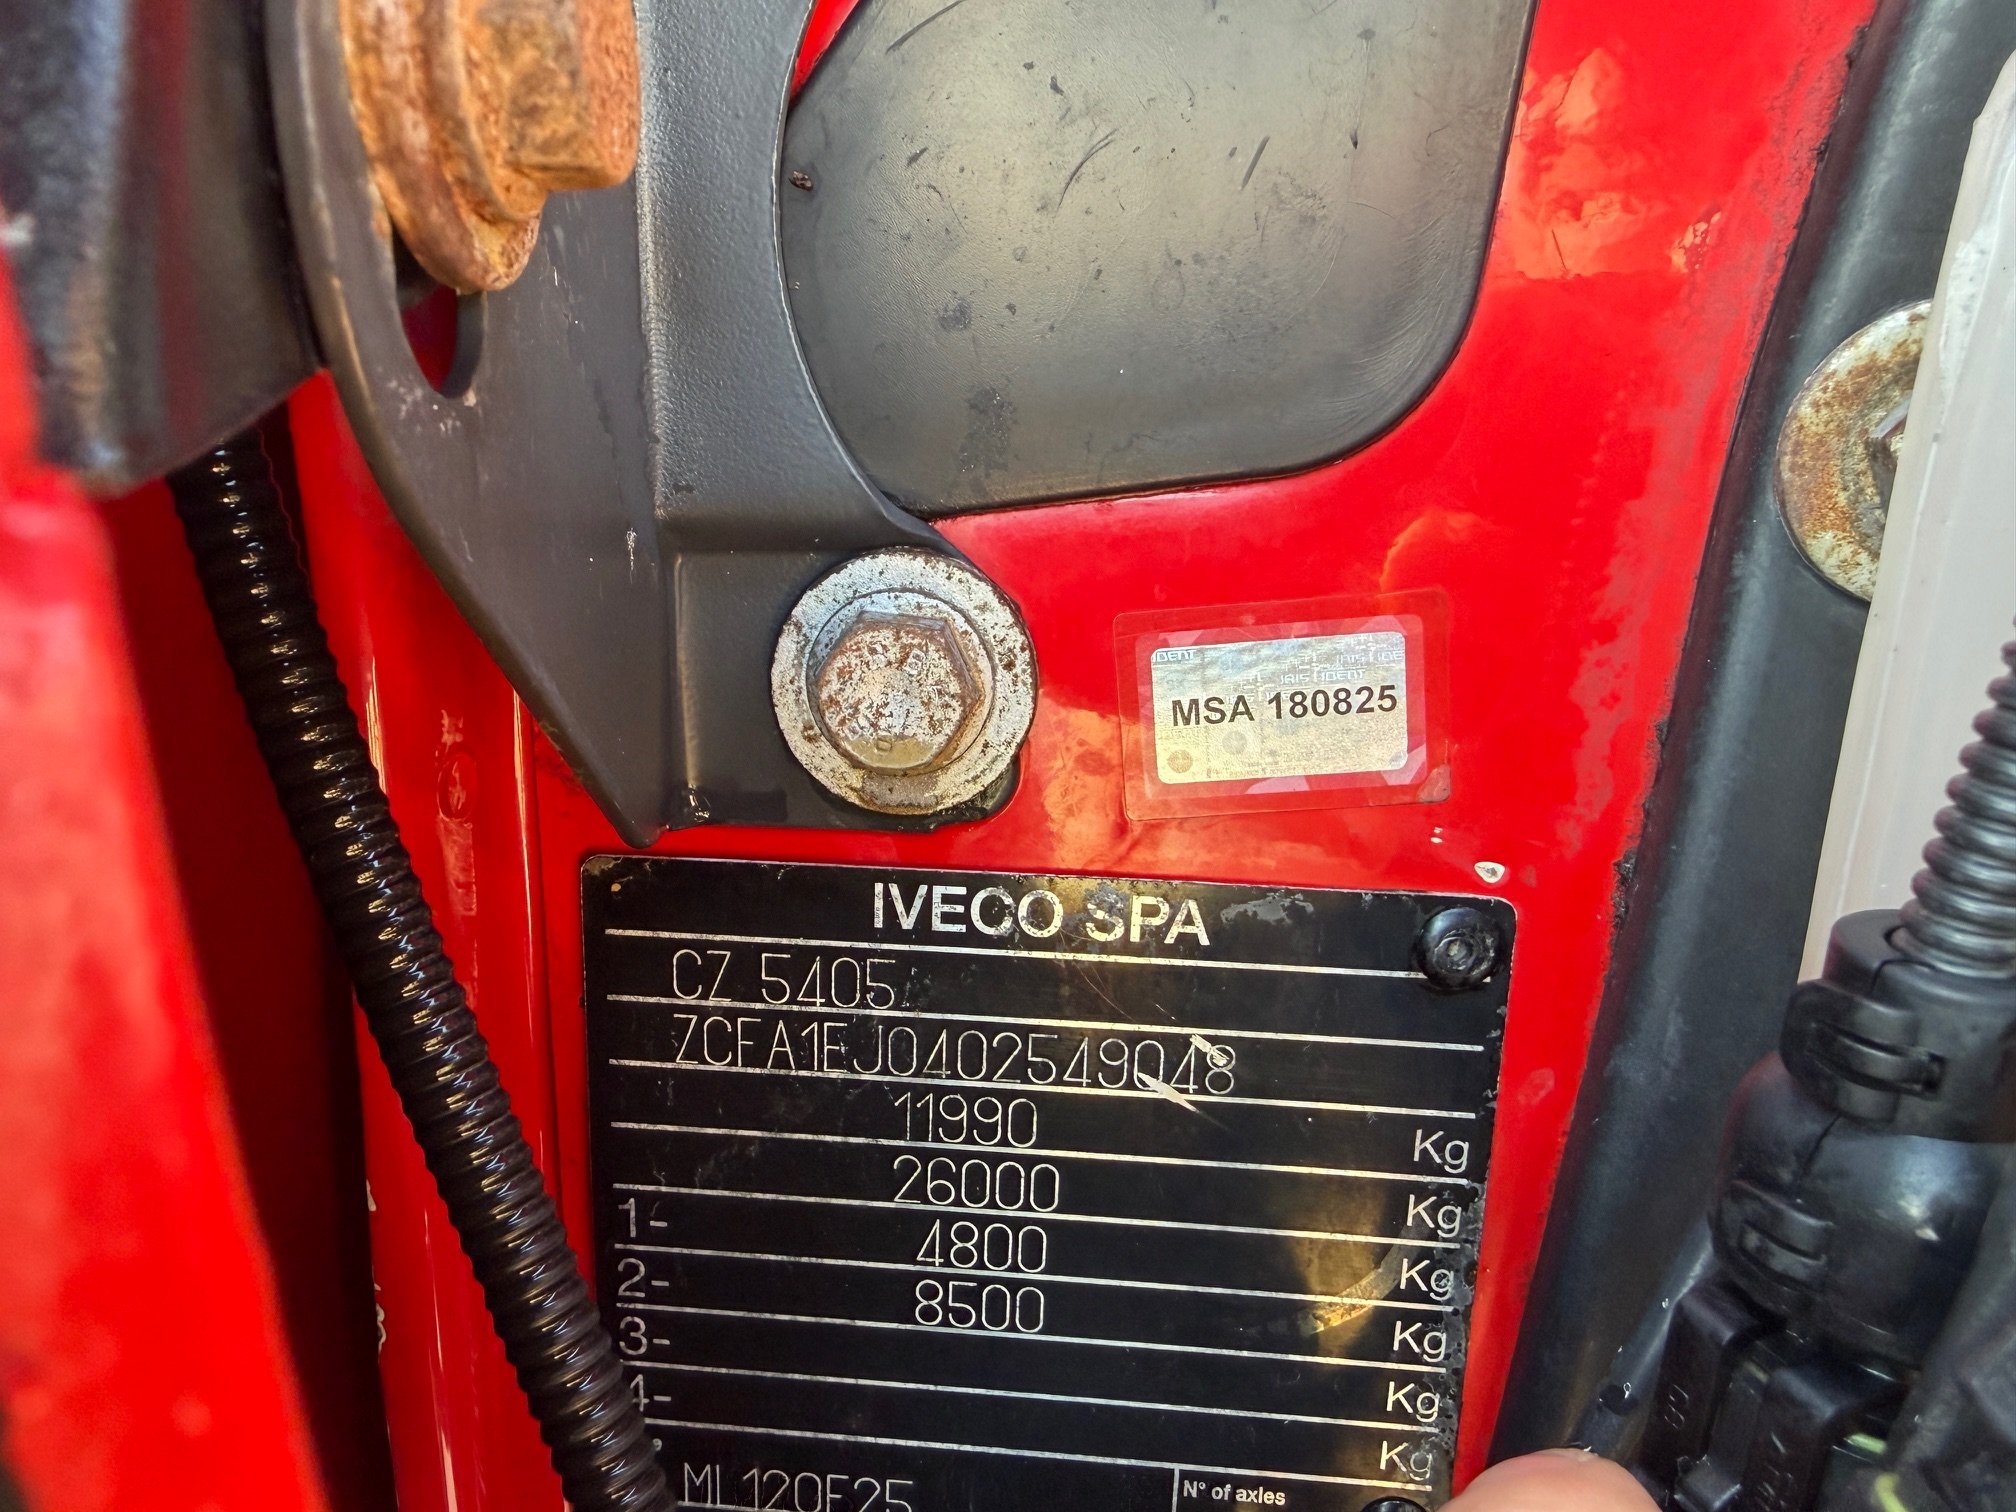 MSA 180825
IVECO SPA
CZ 5405
ZCFA1EJ0402549048
11990 Kg
26000 Kg
1- 4800 Kg
2- 8500 Kg
3- Kg
4- Kg
ML120E25
N° of axles